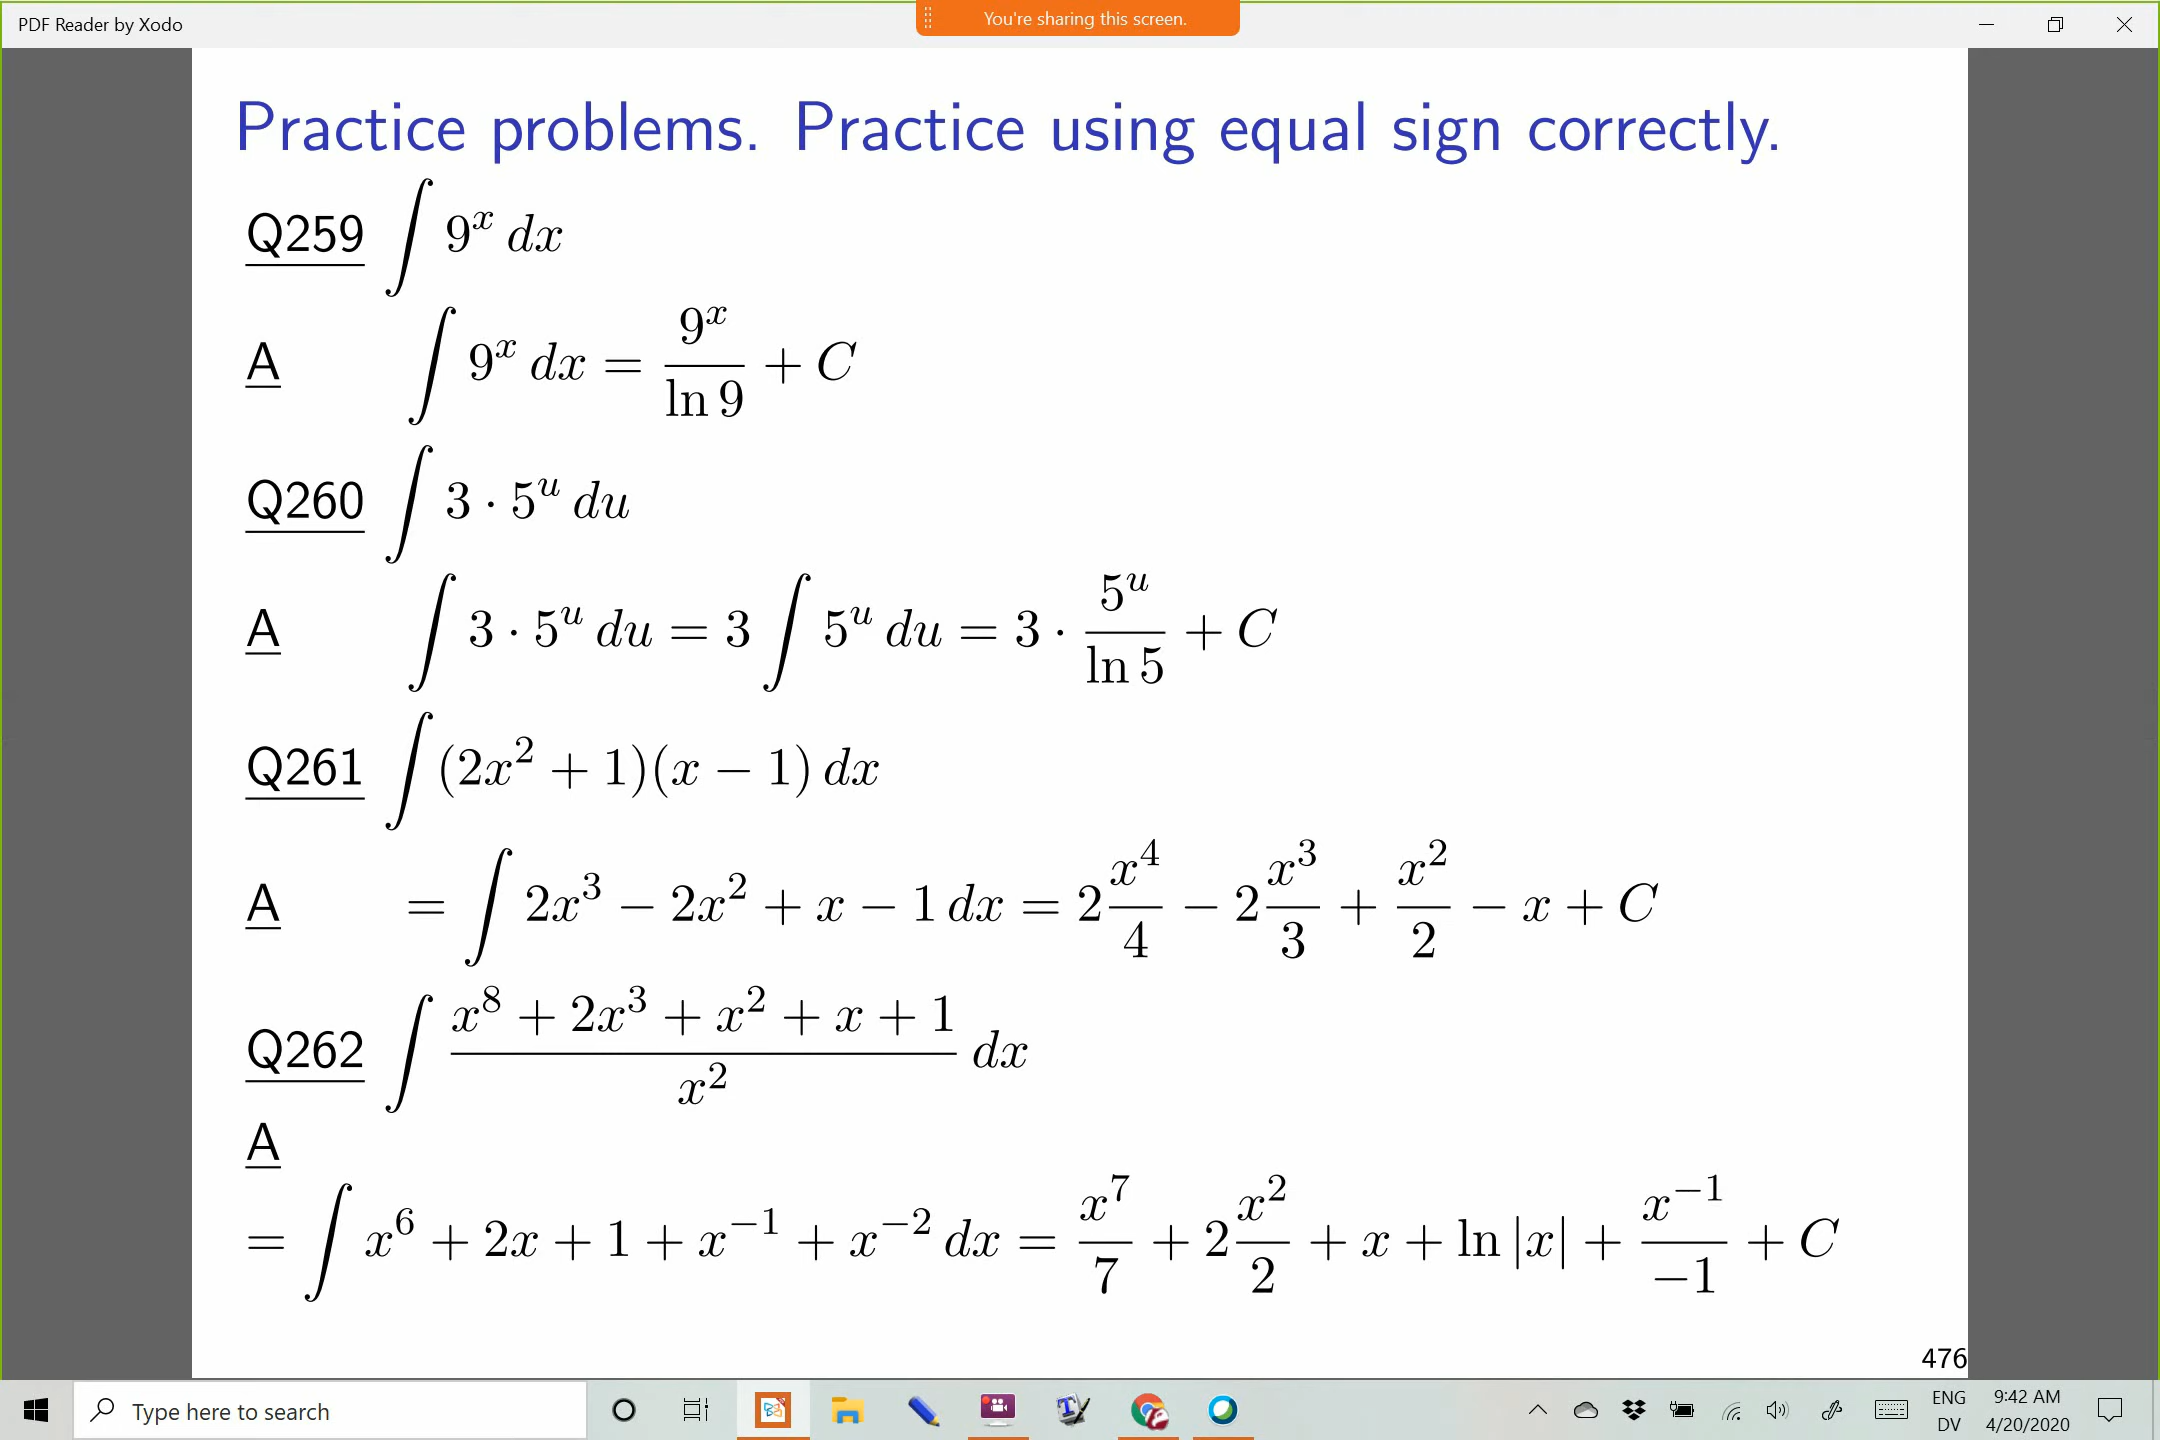 PDF Reader by Xodo
You're sharing this screen.
Practice problems. Practice using equal sign correctly.
Q259 ∫ 9^x dx
A ∫ 9^x dx = 9^x / ln 9 + C
Q260 ∫ 3 · 5^u du
A ∫ 3 · 5^u du = 3 ∫ 5^u du = 3 · 5^u / ln 5 + C
Q261 ∫ (2x^2 + 1)(x − 1) dx
A = ∫ 2x^3 − 2x^2 + x − 1 dx = 2 x^4/4 − 2 x^3/3 + x^2/2 − x + C
Q262 ∫ (x^8 + 2x^3 + x^2 + x + 1) / x^2 dx
A
= ∫ x^6 + 2x + 1 + x^−1 + x^−2 dx = x^7/7 + 2 x^2/2 + x + ln |x| + x^−1/−1 + C
476
Type here to search
ENG
DV
9:42 AM
4/20/2020